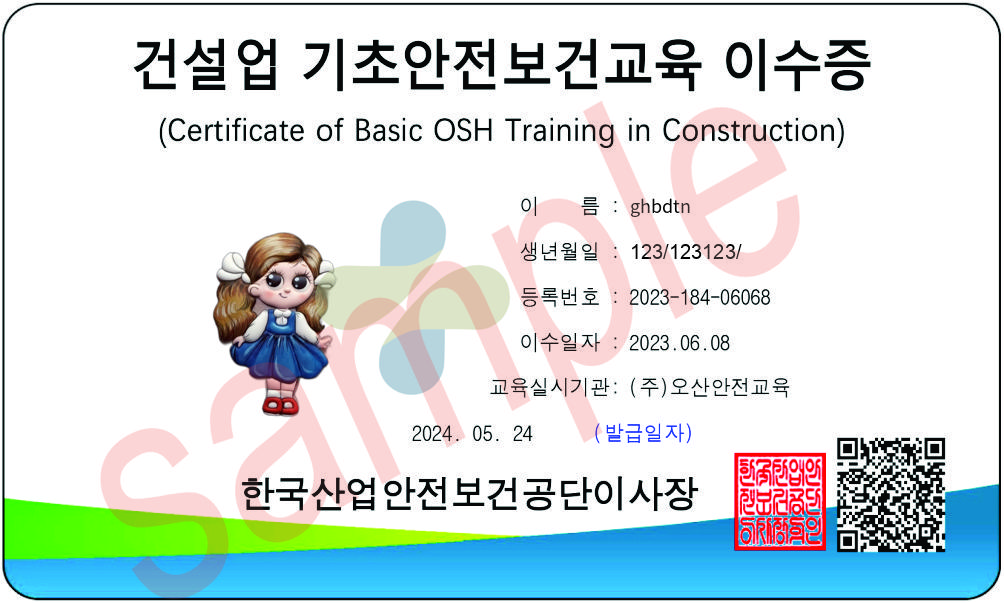 건설업 기초안전보건교육 이수증
(Certificate of Basic OSH Training in Construction)
이 름 : ghbdtn
생년월일 : 123/123123/
등록번호 : 2023-184-06068
이수일자 : 2023.06.08
교육실시기관: (주)오산안전교육
2024. 05. 24 (발급일자)
한국산업안전보건공단이사장
sample